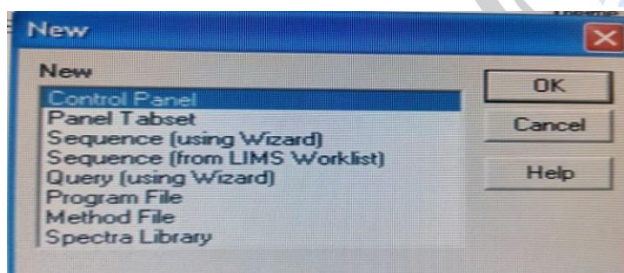 New
New
Control Panel
Panel Tabset
Sequence (using Wizard)
Sequence (from LIMS Worklist)
Query (using Wizard)
Program File
Method File
Spectra Library
OK
Cancel
Help